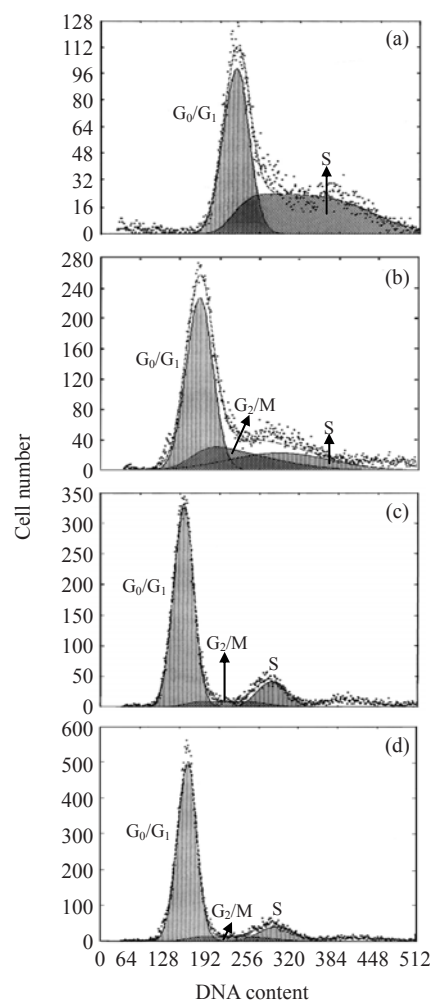 128
(a)
112
96
G0/G1
80
64
S
48
32
16
0
280
(b)
240
200
G0/G1
160
120
G2/M
80
S
40
0
Cell number
350
(c)
300
250
G0/G1
200
150
G2/M
S
100
50
0
600
(d)
500
400
G0/G1
300
200
G2/M
S
100
0
0 64 128 192 256 320 384 448 512
DNA content